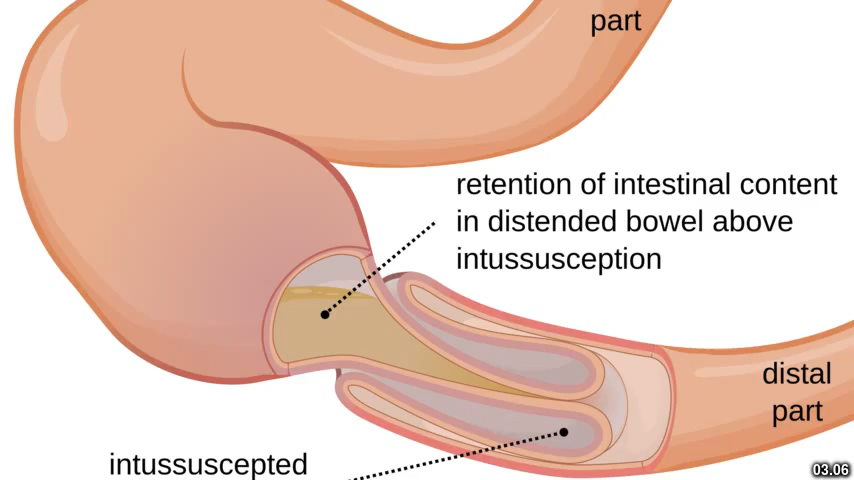 part
retention of intestinal content
in distended bowel above
intussusception
distal
part
intussuscepted
03.06